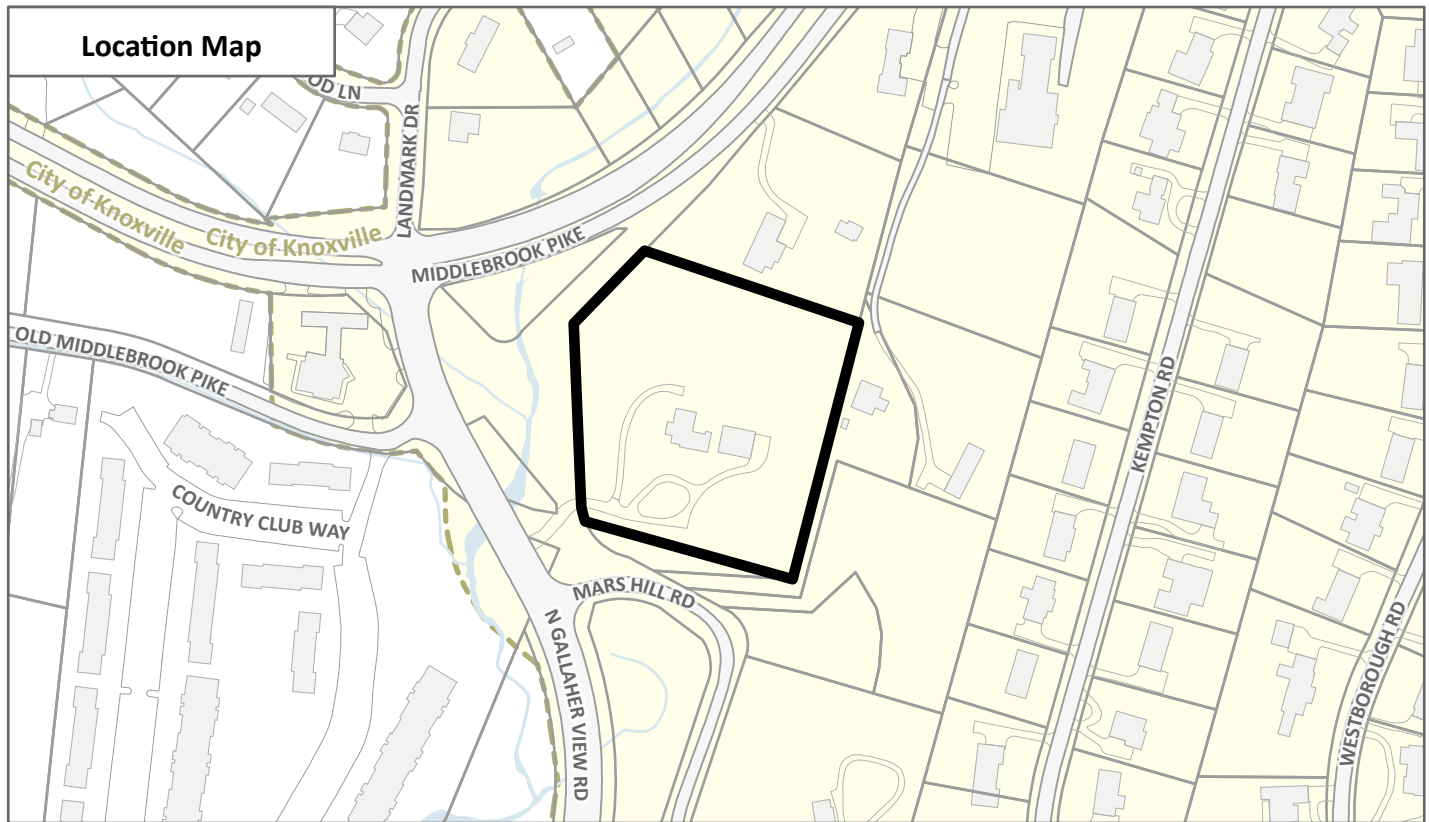 Location Map
OD LN
LANDMARK DR
City of Knoxville
City of Knoxville
MIDDLEBROOK PIKE
OLD MIDDLEBROOK PIKE
KEMPTON RD
COUNTRY CLUB WAY
MARS HILL RD
N GALLAHER VIEW RD
WESTBOROUGH RD